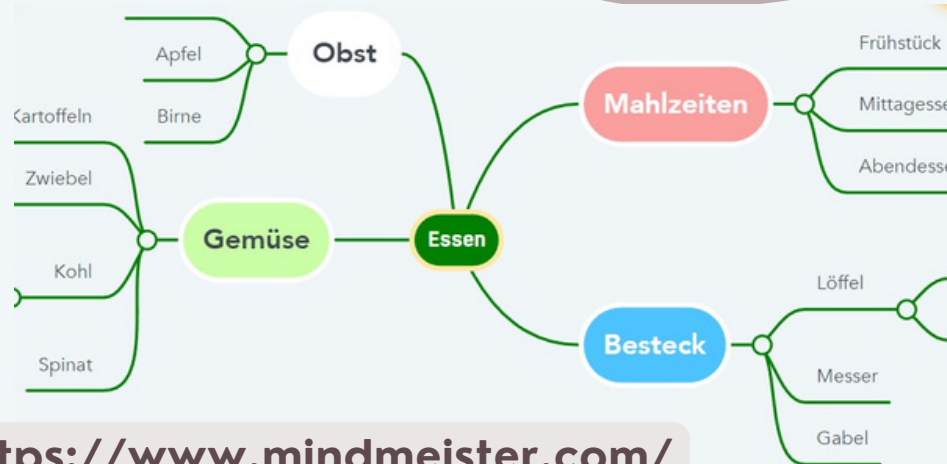 Obst
Apfel
Birne
Gemüse
Kartoffeln
Zwiebel
Kohl
Spinat
Essen
Mahlzeiten
Frühstück
Mittagesse
Abendesse
Besteck
Löffel
Messer
Gabel
tps://www.mindmeister.com/